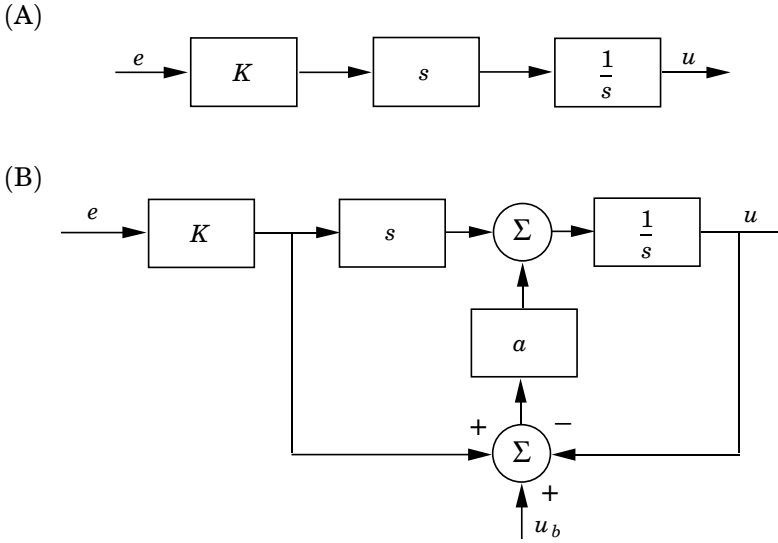 (A)
e K s 1/s u
(B)
e K s Σ 1/s u
a
+ −
Σ
+
u_b